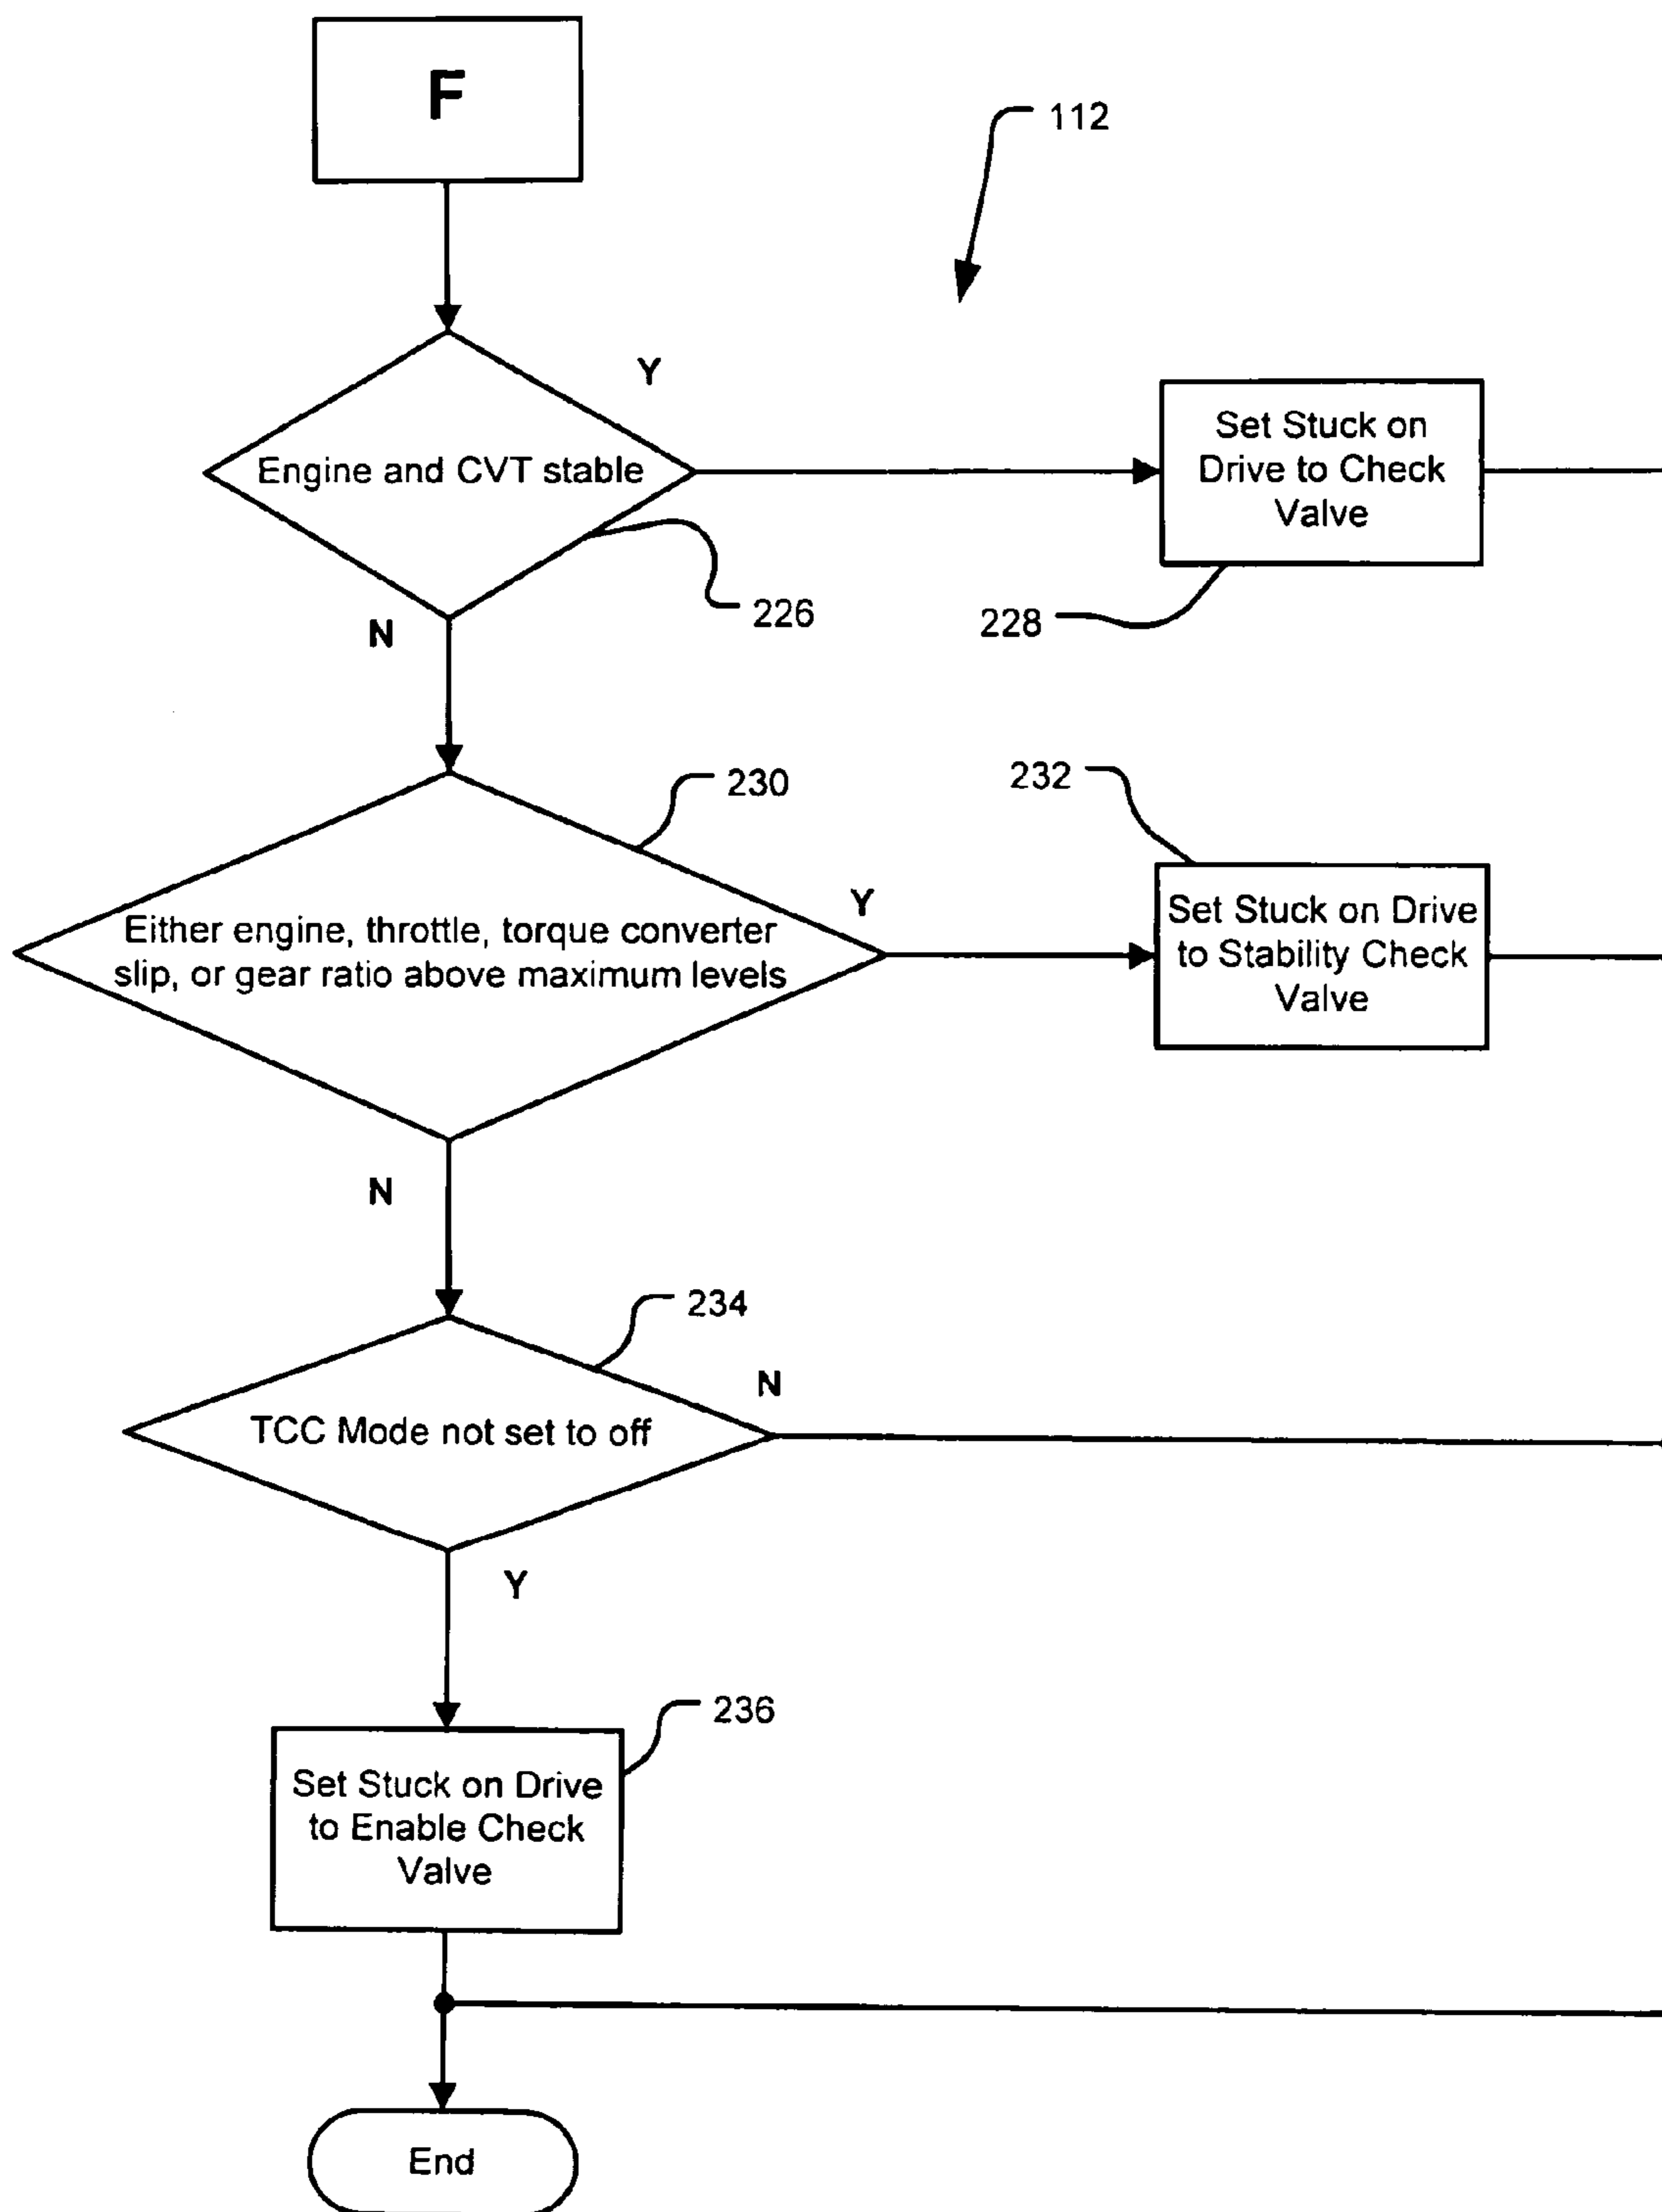 F
112
Y
Engine and CVT stable
Set Stuck on
Drive to Check
Valve
226
228
N
230
232
Either engine, throttle, torque converter
slip, or gear ratio above maximum levels
Y
Set Stuck on Drive
to Stability Check
Valve
N
234
N
TCC Mode not set to off
Y
236
Set Stuck on Drive
to Enable Check
Valve
End